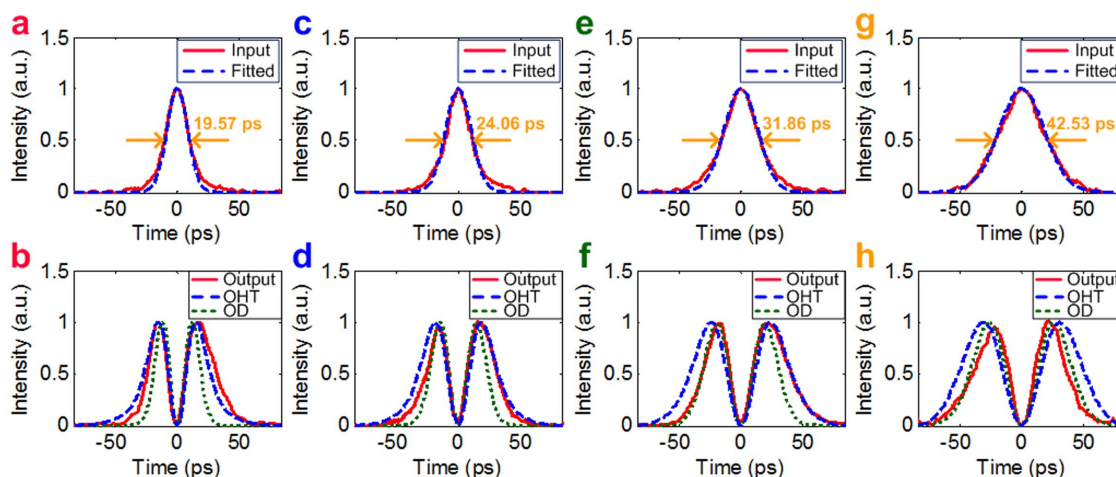 a
Intensity (a.u.)
1.5
1
0.5
0
Input
Fitted
19.57 ps
-50
0
50
Time (ps)
c
Intensity (a.u.)
1.5
1
0.5
0
Input
Fitted
24.06 ps
-50
0
50
Time (ps)
e
Intensity (a.u.)
1.5
1
0.5
0
Input
Fitted
31.86 ps
-50
0
50
Time (ps)
g
Intensity (a.u.)
1.5
1
0.5
0
Input
Fitted
42.53 ps
-50
0
50
Time (ps)
b
Intensity (a.u.)
1.5
1
0.5
0
Output
OHT
OD
-50
0
50
Time (ps)
d
Intensity (a.u.)
1.5
1
0.5
0
Output
OHT
OD
-50
0
50
Time (ps)
f
Intensity (a.u.)
1.5
1
0.5
0
Output
OHT
OD
-50
0
50
Time (ps)
h
Intensity (a.u.)
1.5
1
0.5
0
Output
OHT
OD
-50
0
50
Time (ps)